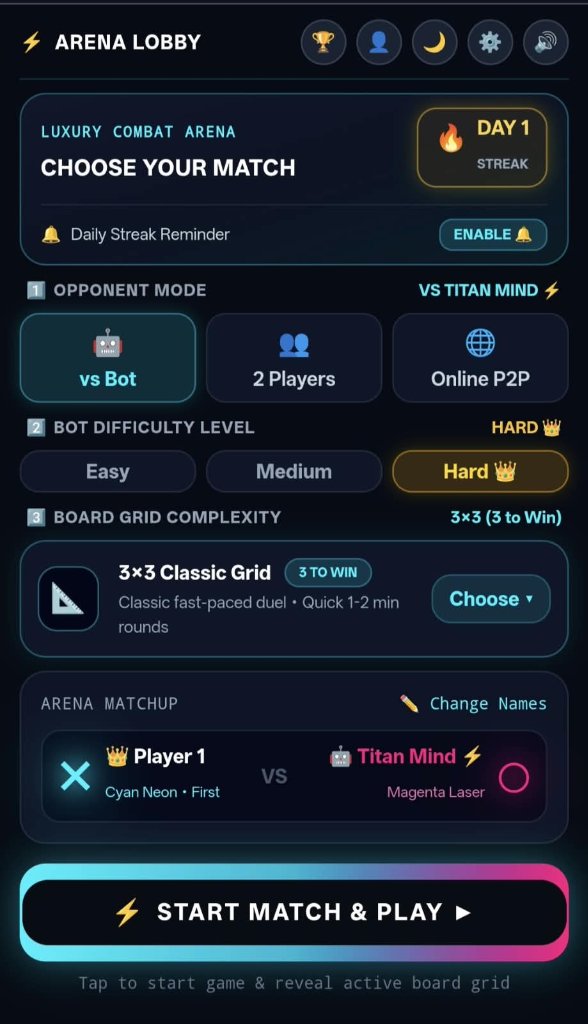 ⚡ ARENA LOBBY 🏆 👤 🌙 ⚙️ 🔊
LUXURY COMBAT ARENA
CHOOSE YOUR MATCH
🔥 DAY 1
STREAK
🔔 Daily Streak Reminder
ENABLE 🔔
1️⃣ OPPONENT MODE
VS TITAN MIND ⚡
🤖 vs Bot
👥 2 Players
🌐 Online P2P
2️⃣ BOT DIFFICULTY LEVEL
HARD 👑
Easy
Medium
Hard 👑
3️⃣ BOARD GRID COMPLEXITY
3×3 (3 to Win)
📐 3×3 Classic Grid
3 TO WIN
Classic fast-paced duel • Quick 1-2 min
rounds
Choose ▾
ARENA MATCHUP
✏️ Change Names
👑 Player 1
Cyan Neon • First
VS
🤖 Titan Mind ⚡
Magenta Laser
⚡ START MATCH & PLAY ►
Tap to start game & reveal active board grid